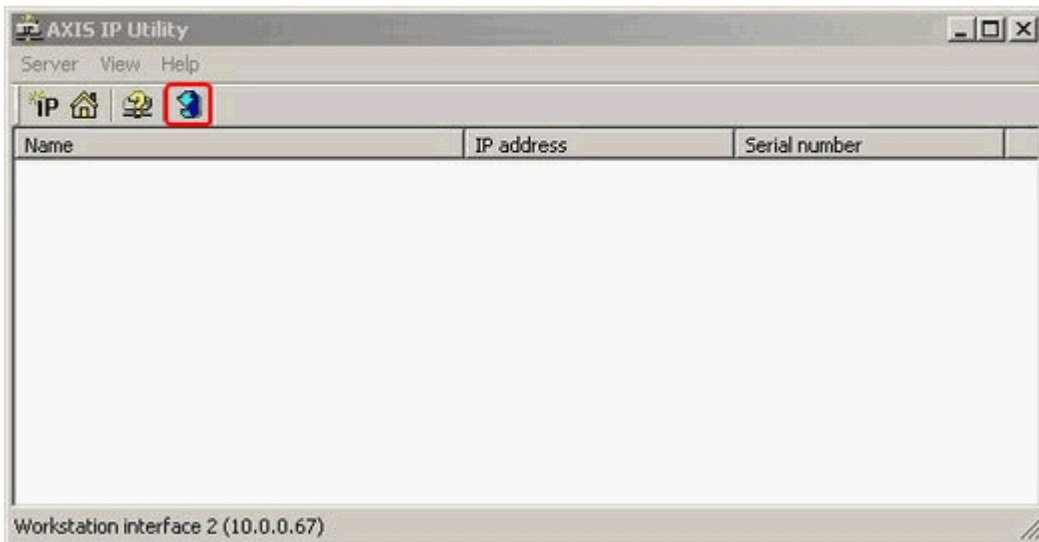 AXIS IP Utility
Server View Help
IP
Name IP address Serial number
Workstation interface 2 (10.0.0.67)